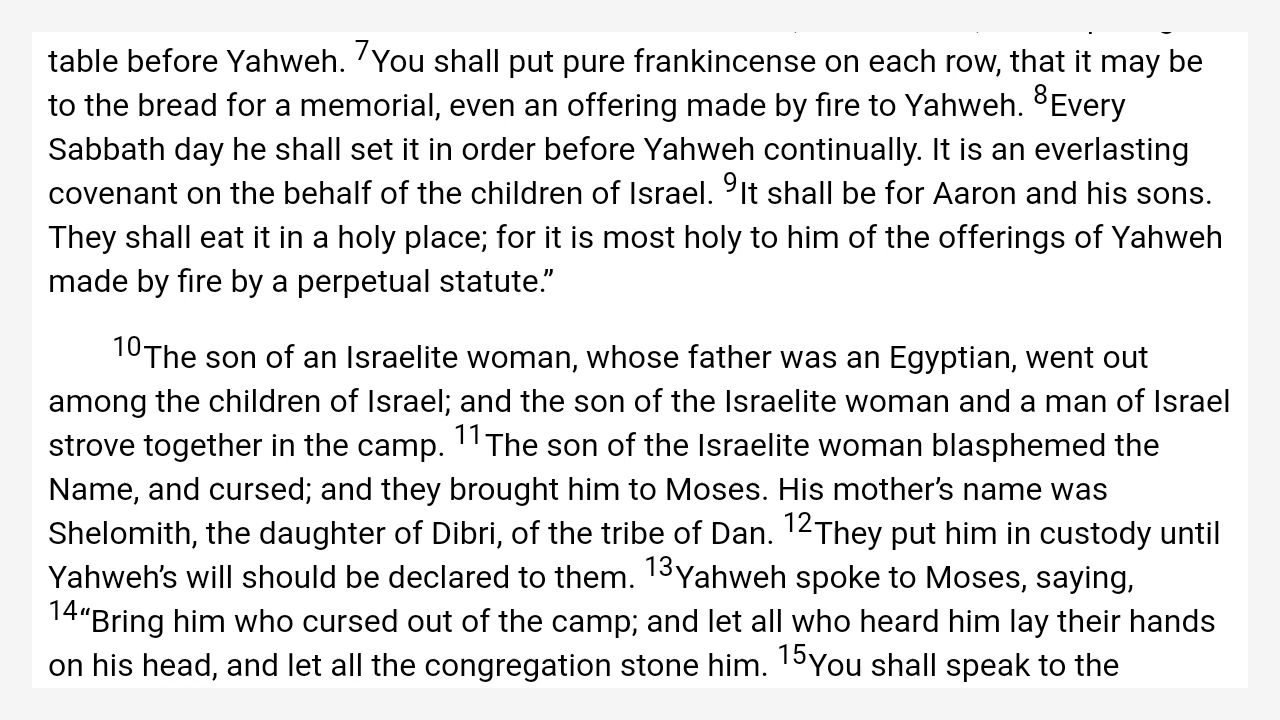 table before Yahweh. 7You shall put pure frankincense on each row, that it may be
to the bread for a memorial, even an offering made by fire to Yahweh. 8Every
Sabbath day he shall set it in order before Yahweh continually. It is an everlasting
covenant on the behalf of the children of Israel. 9It shall be for Aaron and his sons.
They shall eat it in a holy place; for it is most holy to him of the offerings of Yahweh
made by fire by a perpetual statute.”
10The son of an Israelite woman, whose father was an Egyptian, went out
among the children of Israel; and the son of the Israelite woman and a man of Israel
strove together in the camp. 11The son of the Israelite woman blasphemed the
Name, and cursed; and they brought him to Moses. His mother’s name was
Shelomith, the daughter of Dibri, of the tribe of Dan. 12They put him in custody until
Yahweh’s will should be declared to them. 13Yahweh spoke to Moses, saying,
14“Bring him who cursed out of the camp; and let all who heard him lay their hands
on his head, and let all the congregation stone him. 15You shall speak to the